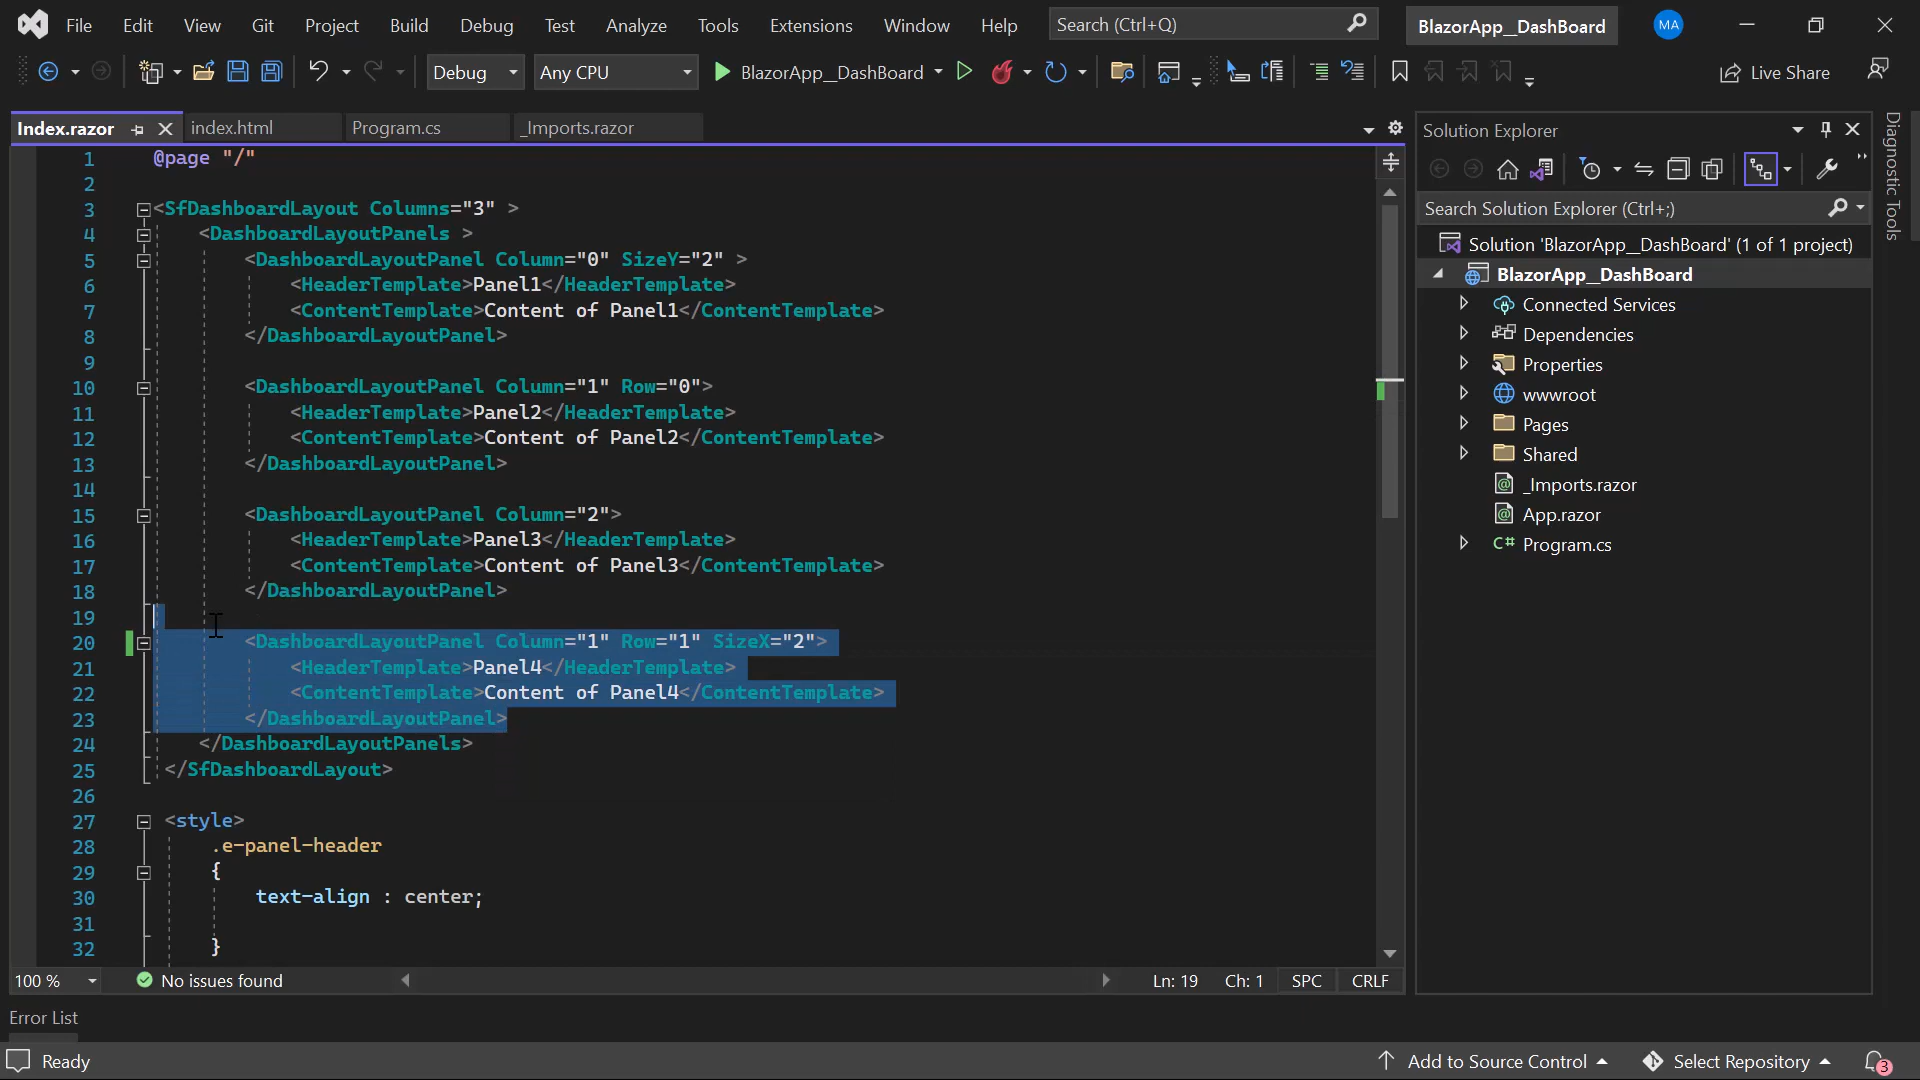 File Edit View Git Project Build Debug Test Analyze Tools Extensions Window Help Search (Ctrl+Q) BlazorApp__DashBoard MA
Debug Any CPU BlazorApp__DashBoard Live Share
Index.razor index.html Program.cs _Imports.razor
1 @page "/"
2
3 <SfDashboardLayout Columns="3" >
4 <DashboardLayoutPanels >
5 <DashboardLayoutPanel Column="0" SizeY="2" >
6 <HeaderTemplate>Panel1</HeaderTemplate>
7 <ContentTemplate>Content of Panel1</ContentTemplate>
8 </DashboardLayoutPanel>
9
10 <DashboardLayoutPanel Column="1" Row="0">
11 <HeaderTemplate>Panel2</HeaderTemplate>
12 <ContentTemplate>Content of Panel2</ContentTemplate>
13 </DashboardLayoutPanel>
14
15 <DashboardLayoutPanel Column="2">
16 <HeaderTemplate>Panel3</HeaderTemplate>
17 <ContentTemplate>Content of Panel3</ContentTemplate>
18 </DashboardLayoutPanel>
19
20 <DashboardLayoutPanel Column="1" Row="1" SizeX="2">
21 <HeaderTemplate>Panel4</HeaderTemplate>
22 <ContentTemplate>Content of Panel4</ContentTemplate>
23 </DashboardLayoutPanel>
24 </DashboardLayoutPanels>
25 </SfDashboardLayout>
26
27 <style>
28 .e-panel-header
29 {
30 text-align : center;
31
32 }
100 % No issues found Ln: 19 Ch: 1 SPC CRLF
Solution Explorer
Search Solution Explorer (Ctrl+;)
Solution 'BlazorApp__DashBoard' (1 of 1 project)
BlazorApp__DashBoard
Connected Services
Dependencies
Properties
wwwroot
Pages
Shared
_Imports.razor
App.razor
C# Program.cs
Diagnostic Tools
Error List
Ready Add to Source Control Select Repository 3